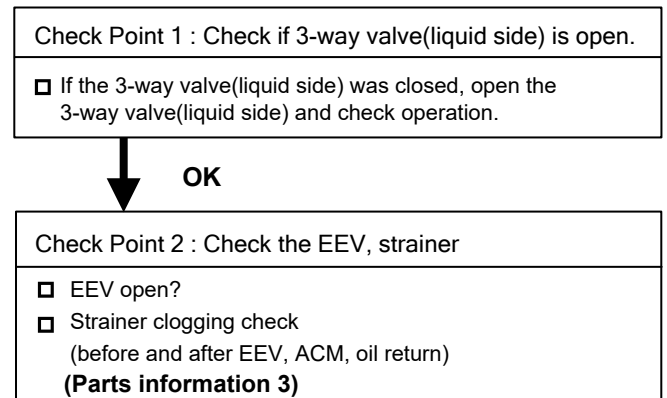 Check Point 1 : Check if 3-way valve(liquid side) is open.
☐ If the 3-way valve(liquid side) was closed, open the
3-way valve(liquid side) and check operation.
OK
Check Point 2 : Check the EEV, strainer
☐ EEV open?
☐ Strainer clogging check
(before and after EEV, ACM, oil return)
(Parts information 3)